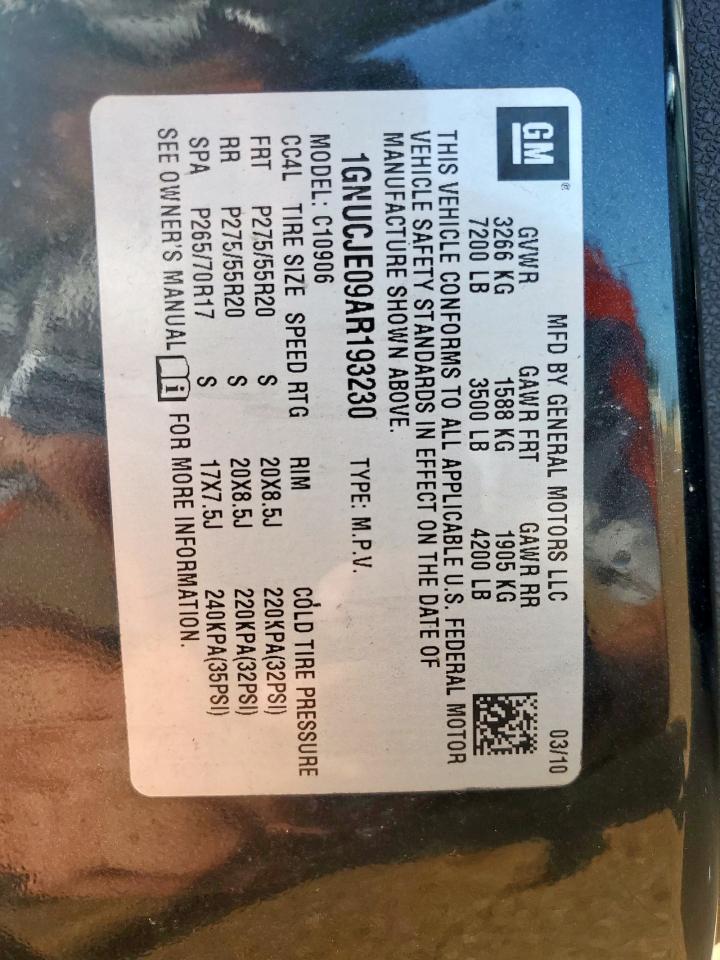 GM®
MFD BY GENERAL MOTORS LLC 03/10
GVWR GAWR FRT GAWR RR
3266 KG 1588 KG 1905 KG
7200 LB 3500 LB 4200 LB
THIS VEHICLE CONFORMS TO ALL APPLICABLE U.S. FEDERAL MOTOR
VEHICLE SAFETY STANDARDS IN EFFECT ON THE DATE OF
MANUFACTURE SHOWN ABOVE.
1GNUCJE09AR193230 TYPE: M.P.V.
MODEL: C10906
CC4L TIRE SIZE SPEED RTG RIM COLD TIRE PRESSURE
FRT P275/55R20 S 20X8.5J 220KPA(32PSI)
RR P275/55R20 S 20X8.5J 220KPA(32PSI)
SPA P265/70R17 S 17X7.5J 240KPA(35PSI)
SEE OWNER'S MANUAL FOR MORE INFORMATION.